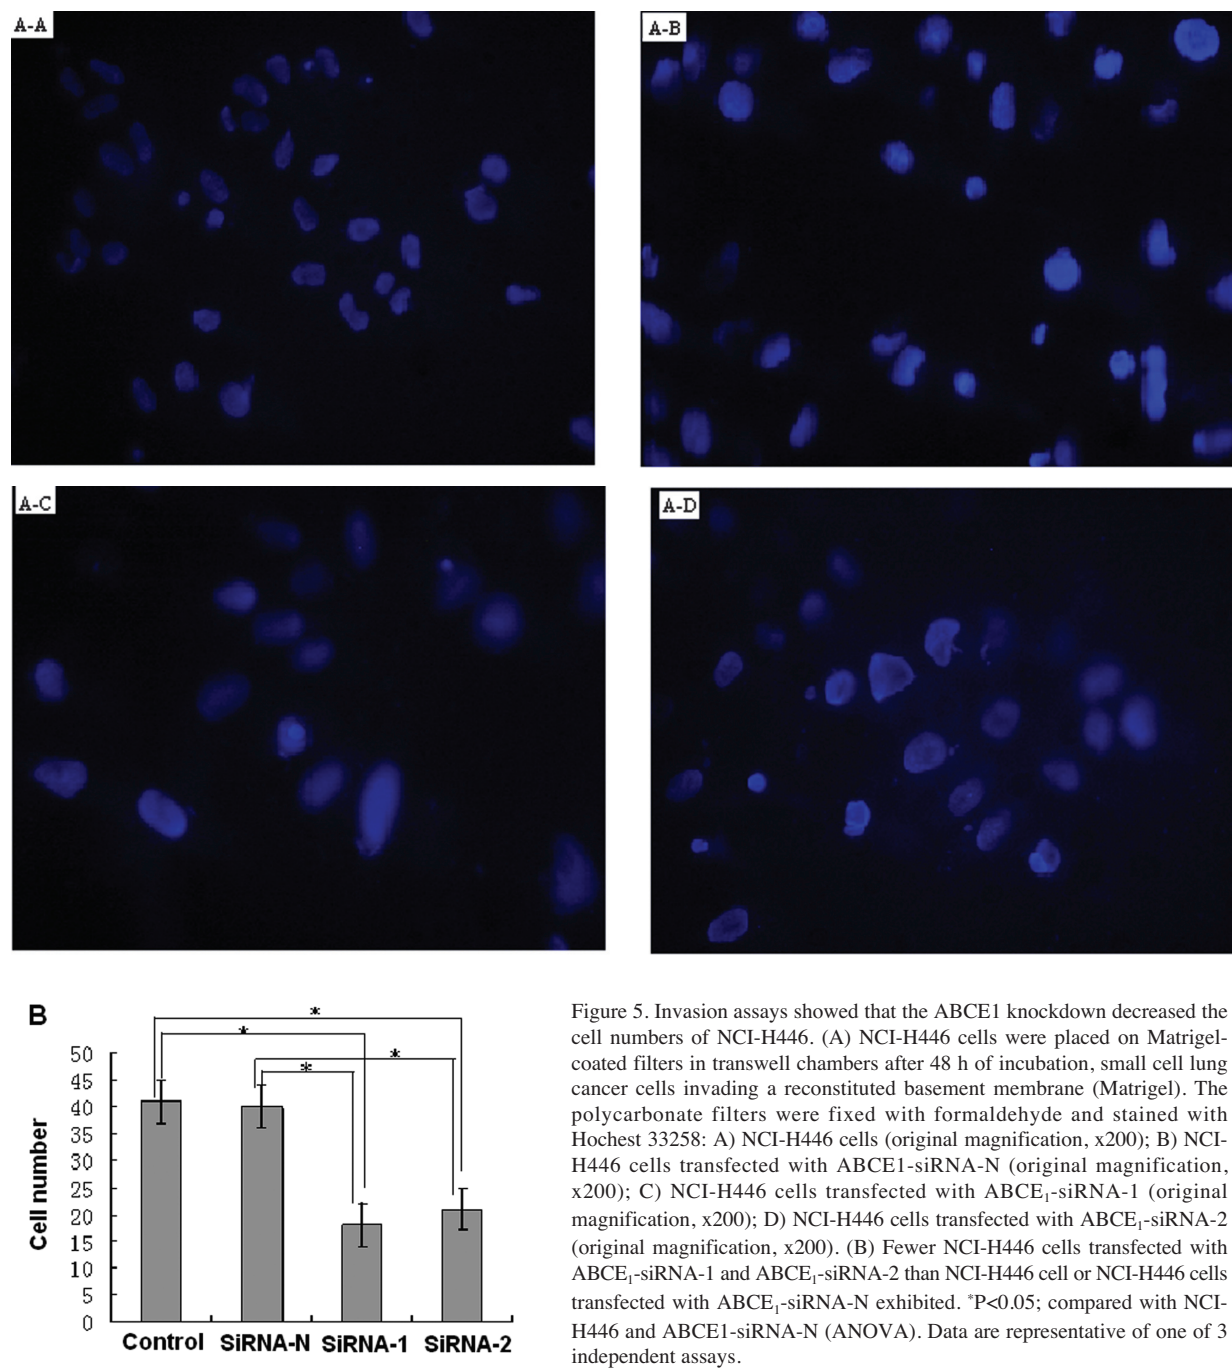 A-A
A-B
A-C
A-D
B
*
*
*
*
Cell number
50
45
40
35
30
25
20
15
10
5
0
Control SiRNA-N SiRNA-1 SiRNA-2
Figure 5. Invasion assays showed that the ABCE1 knockdown decreased the
cell numbers of NCI-H446. (A) NCI-H446 cells were placed on Matrigel-
coated filters in transwell chambers after 48 h of incubation, small cell lung
cancer cells invading a reconstituted basement membrane (Matrigel). The
polycarbonate filters were fixed with formaldehyde and stained with
Hochest 33258: A) NCI-H446 cells (original magnification, x200); B) NCI-
H446 cells transfected with ABCE1-siRNA-N (original magnification,
x200); C) NCI-H446 cells transfected with ABCE₁-siRNA-1 (original
magnification, x200); D) NCI-H446 cells transfected with ABCE₁-siRNA-2
(original magnification, x200). (B) Fewer NCI-H446 cells transfected with
ABCE₁-siRNA-1 and ABCE₁-siRNA-2 than NCI-H446 cell or NCI-H446 cells
transfected with ABCE₁-siRNA-N exhibited. *P<0.05; compared with NCI-
H446 and ABCE1-siRNA-N (ANOVA). Data are representative of one of 3
independent assays.